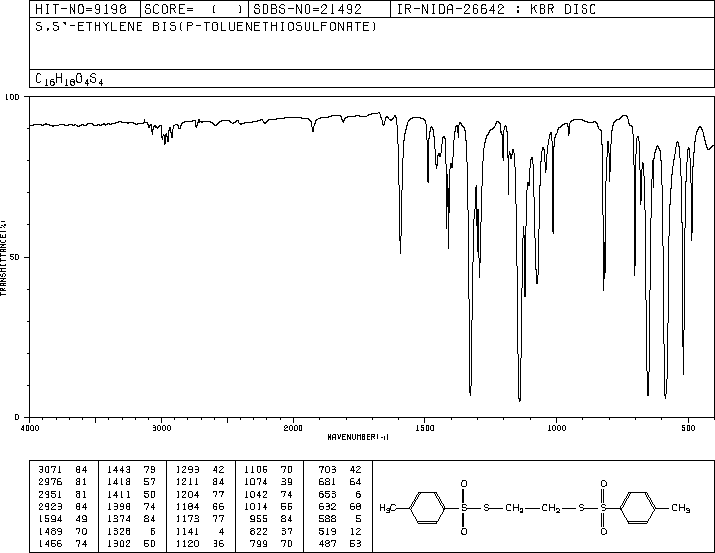 HIT-NO=9198 SCORE= ( ) SDBS-NO=21492 IR-NIDA-26642 : KBR DISC
S,S'-ETHYLENE BIS(P-TOLUENETHIOSULFONATE)
C16H18O4S4
100
50
0
TRANSMITTANCE(%)
4000 3000 2000 1500 1000 500
WAVENUMBER(-1)
3071 84 1443 79 1293 42 1106 70 703 42
2976 81 1418 57 1211 84 1074 39 681 64
2951 81 1411 50 1204 77 1042 74 653 6
2923 84 1398 74 1184 66 1014 55 632 68
1594 49 1374 84 1173 77 955 84 588 5
1489 70 1328 6 1141 4 822 37 519 12
1456 74 1302 60 1120 36 799 70 487 53
O O
H3C S S CH2 CH2 S S CH3
O O